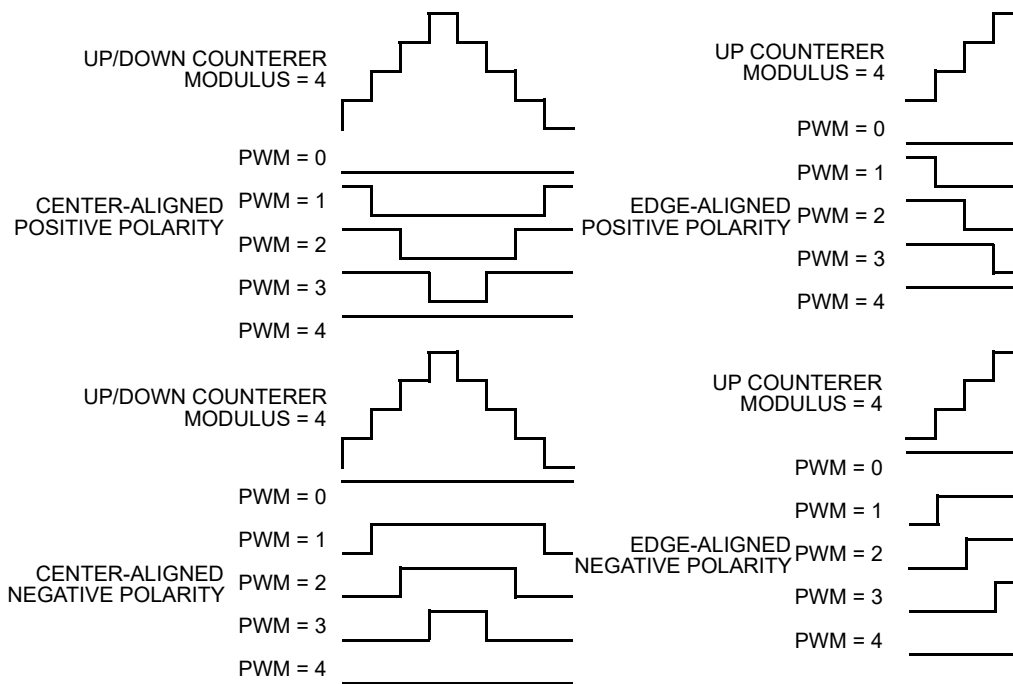 UP/DOWN COUNTERER
MODULUS = 4
PWM = 0
CENTER-ALIGNED
POSITIVE POLARITY
PWM = 1
PWM = 2
PWM = 3
PWM = 4
UP COUNTERER
MODULUS = 4
PWM = 0
EDGE-ALIGNED
POSITIVE POLARITY
PWM = 1
PWM = 2
PWM = 3
PWM = 4
UP/DOWN COUNTERER
MODULUS = 4
PWM = 0
PWM = 1
CENTER-ALIGNED
NEGATIVE POLARITY
PWM = 2
PWM = 3
PWM = 4
UP COUNTERER
MODULUS = 4
PWM = 0
PWM = 1
EDGE-ALIGNED
NEGATIVE POLARITY
PWM = 2
PWM = 3
PWM = 4